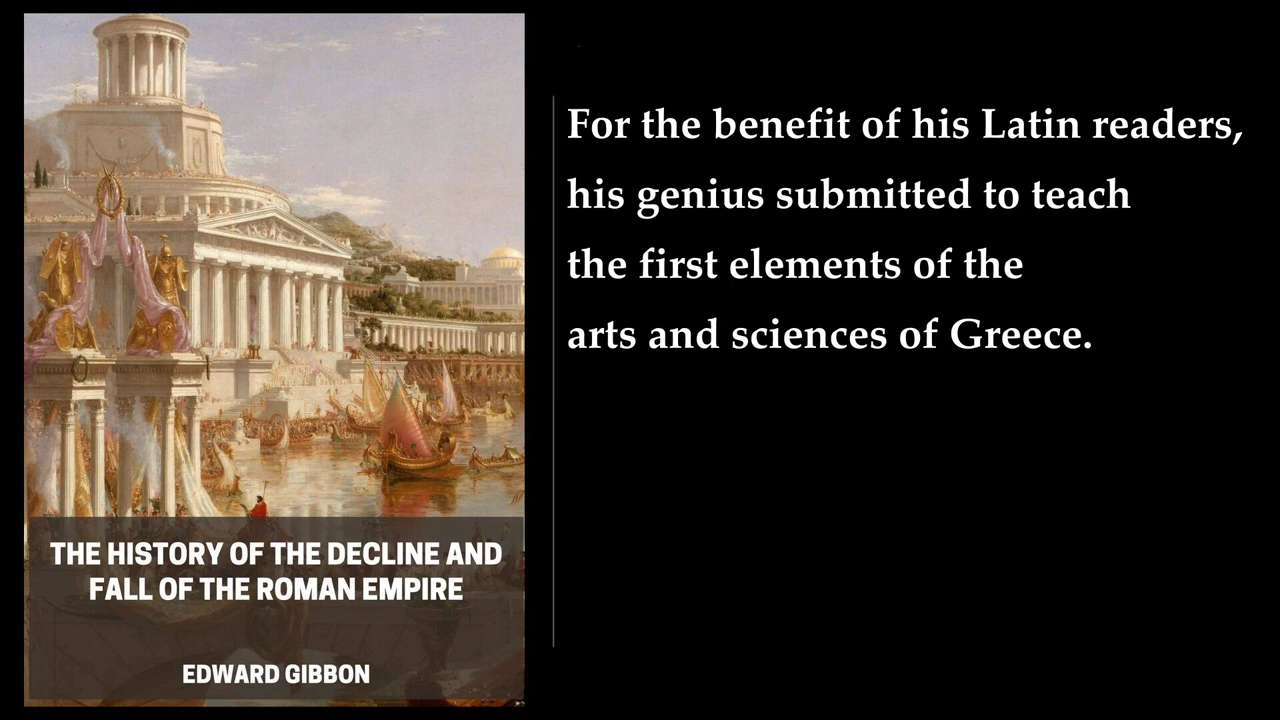 THE HISTORY OF THE DECLINE AND
FALL OF THE ROMAN EMPIRE
EDWARD GIBBON
For the benefit of his Latin readers,
his genius submitted to teach
the first elements of the
arts and sciences of Greece.